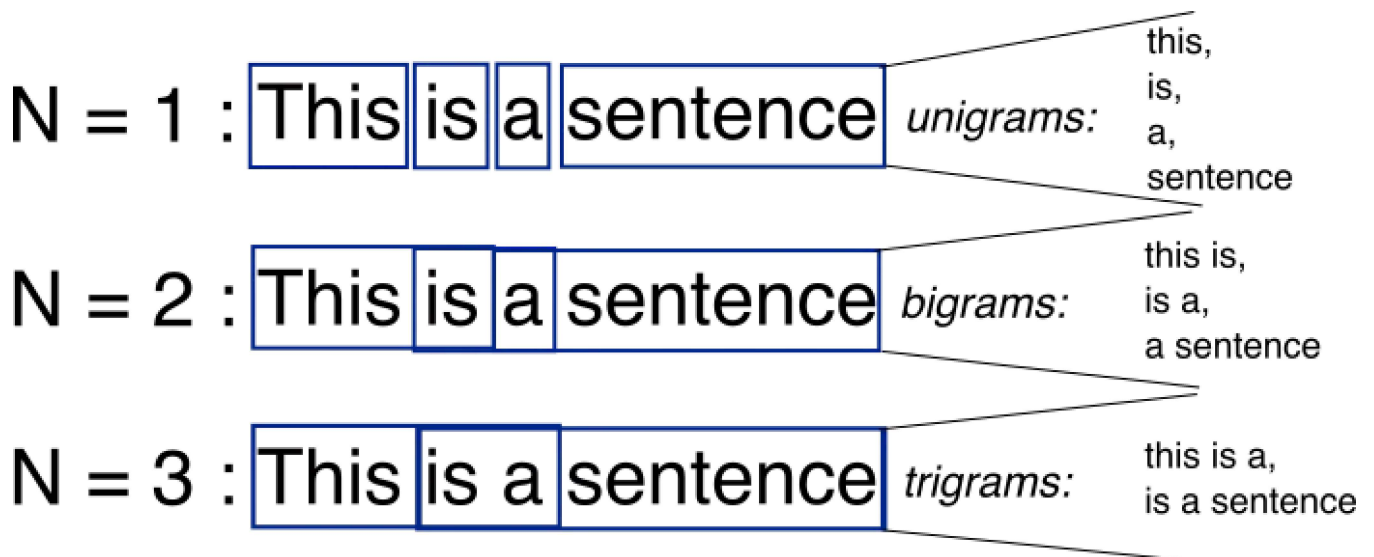 N = 1 : This is a sentence unigrams:
this,
is,
a,
sentence
N = 2 : This is a sentence bigrams:
this is,
is a,
a sentence
N = 3 : This is a sentence trigrams:
this is a,
is a sentence